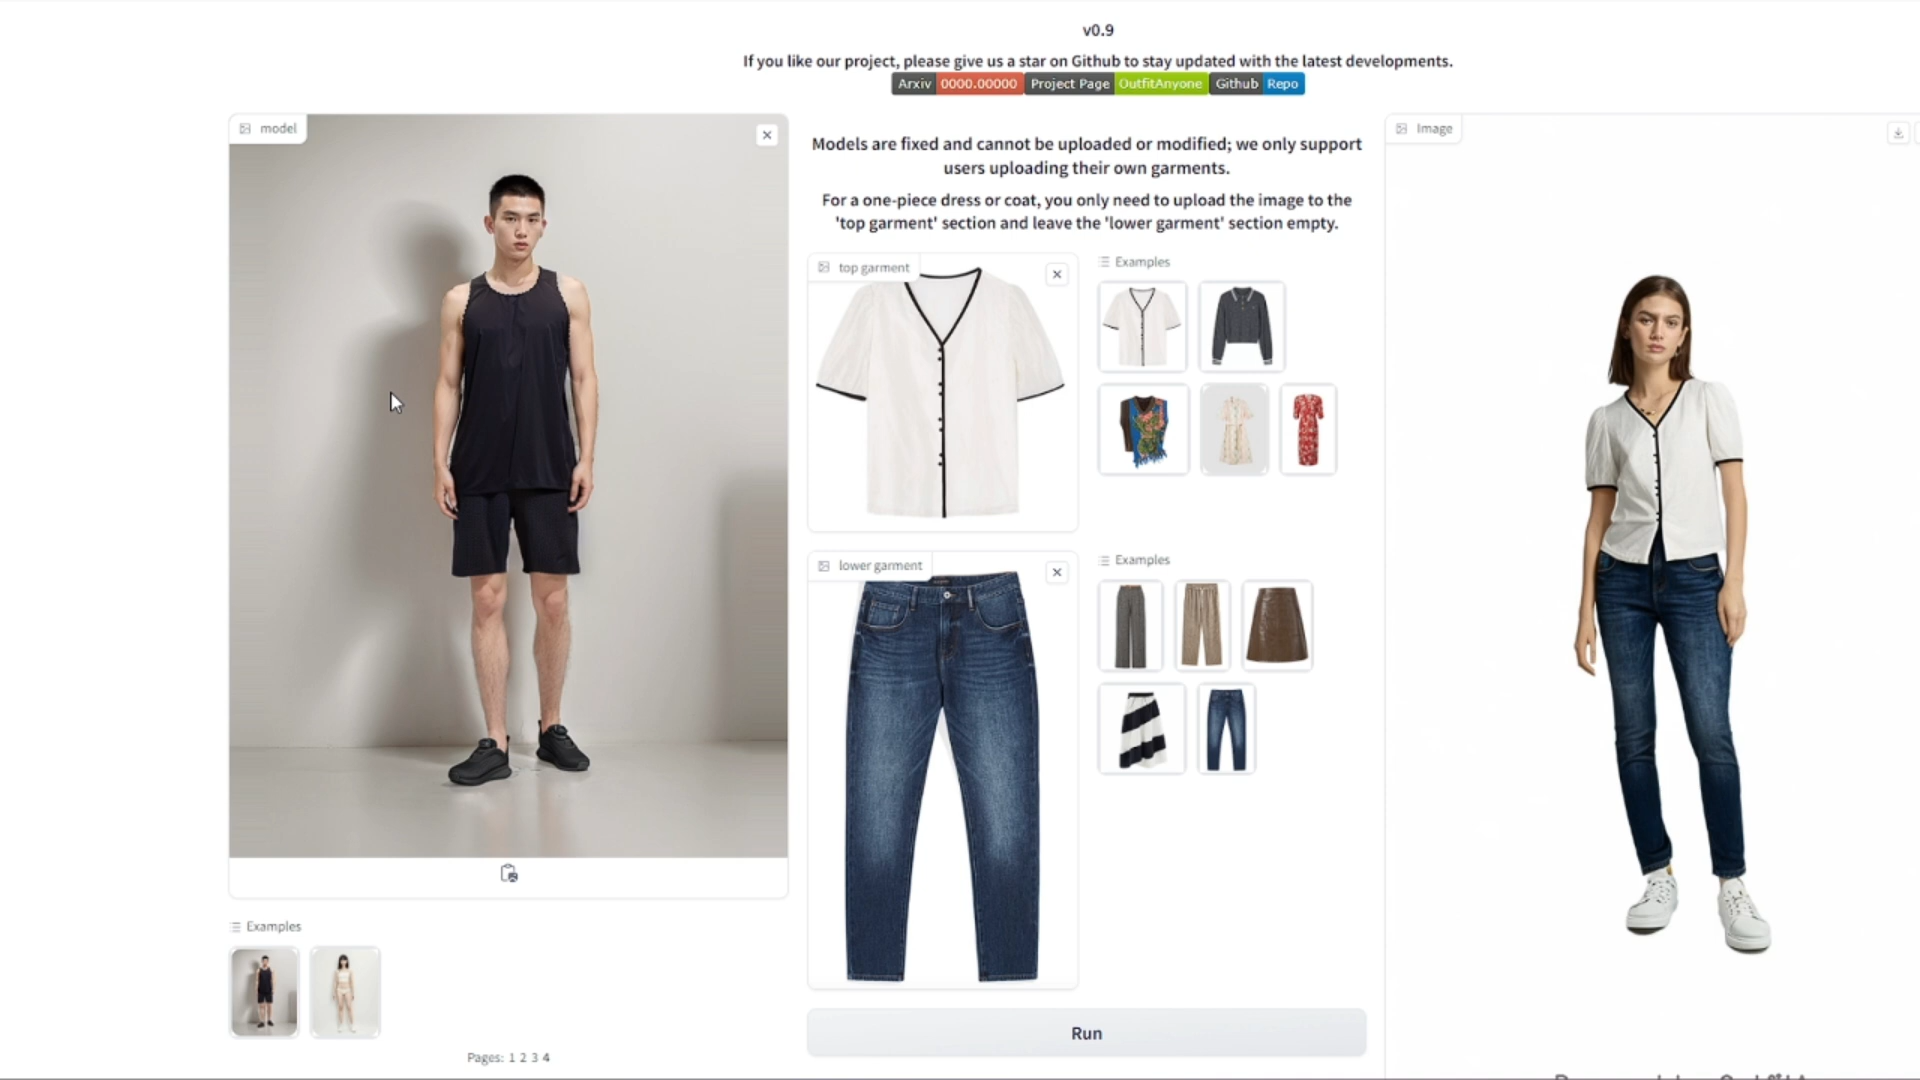 v0.9
If you like our project, please give us a star on Github to stay updated with the latest developments.
Arxiv 0000.00000 Project Page OutfitAnyone Github Repo
model
Models are fixed and cannot be uploaded or modified; we only support
users uploading their own garments.
For a one-piece dress or coat, you only need to upload the image to the
'top garment' section and leave the 'lower garment' section empty.
top garment
Examples
lower garment
Examples
Run
Examples
Pages: 1 2 3 4
Image